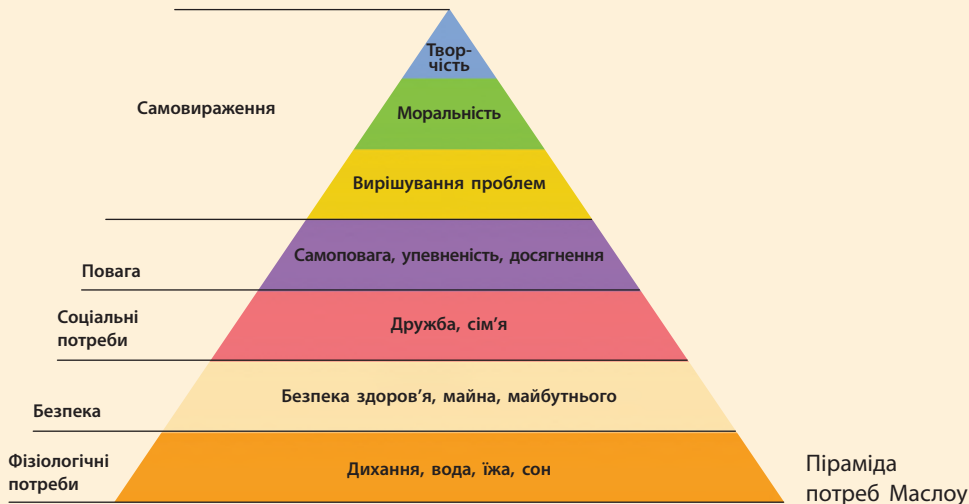 Твор-
чість
Самовираження
Моральність
Вирішування проблем
Самоповага, упевненість, досягнення
Повага
Соціальні
потреби
Дружба, сім’я
Безпека здоров’я, майна, майбутнього
Безпека
Фізіологічні
потреби
Дихання, вода, їжа, сон
Піраміда
потреб Маслоу